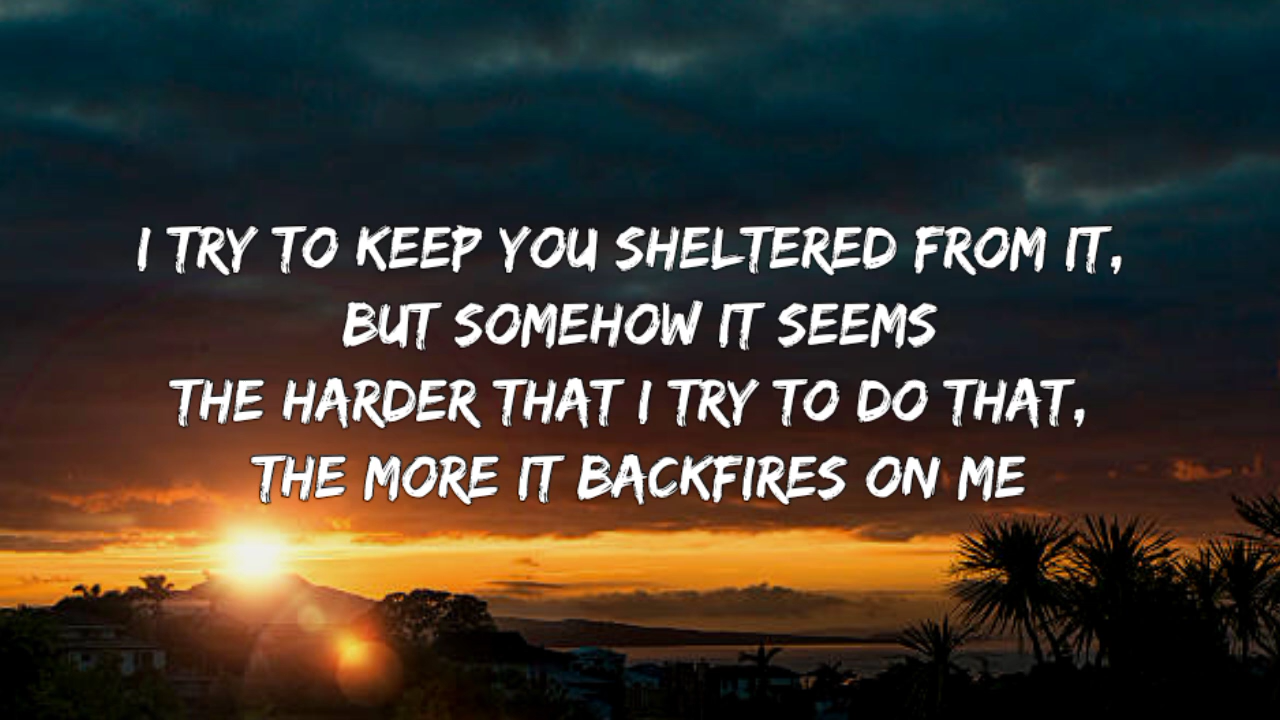 I TRY TO KEEP YOU SHELTERED FROM IT,
BUT SOMEHOW IT SEEMS
THE HARDER THAT I TRY TO DO THAT,
THE MORE IT BACKFIRES ON ME